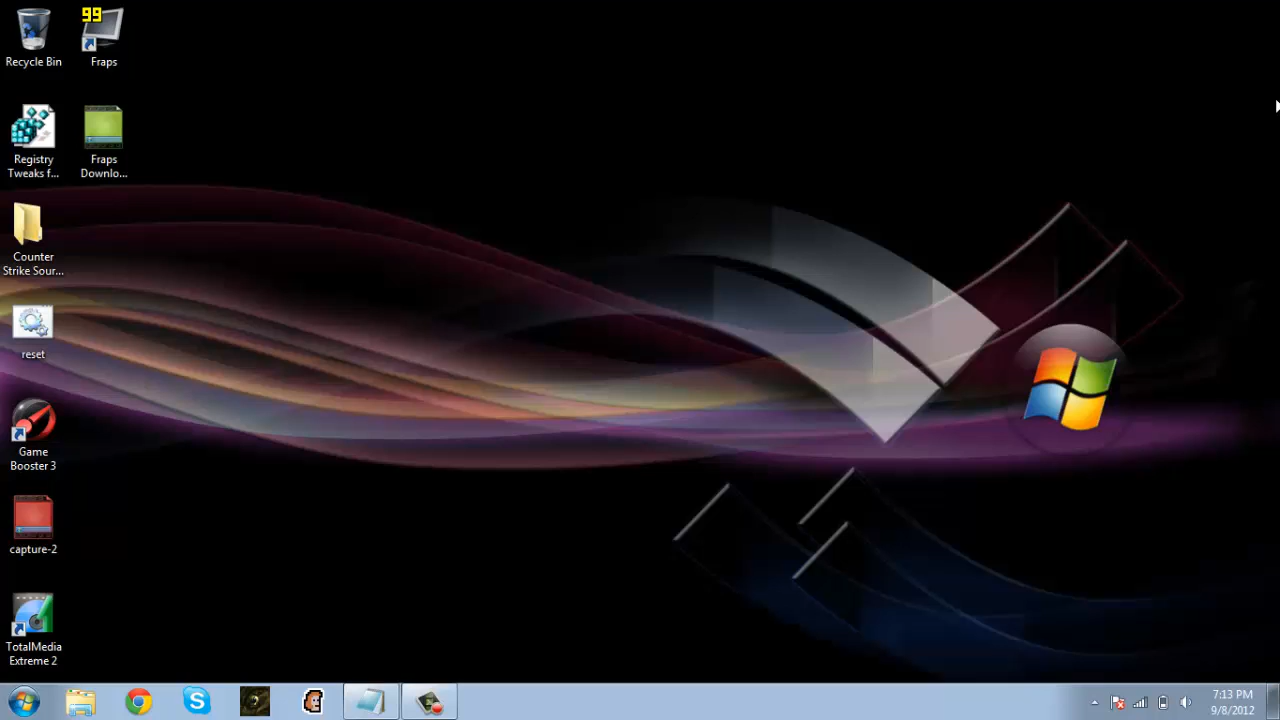 99
Recycle Bin
Fraps
Registry
Tweaks f...
Fraps
Downlo...
Counter
Strike Sour...
reset
Game
Booster 3
capture-2
TotalMedia
Extreme 2
7:13 PM
9/8/2012